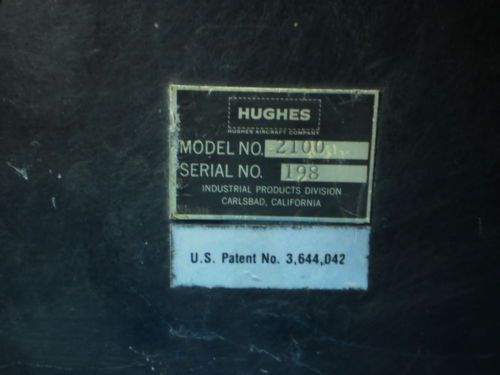 HUGHES
HUGHES AIRCRAFT COMPANY
MODEL NO. 2100
SERIAL NO. 198
INDUSTRIAL PRODUCTS DIVISION
CARLSBAD, CALIFORNIA
U.S. Patent No. 3,644,042